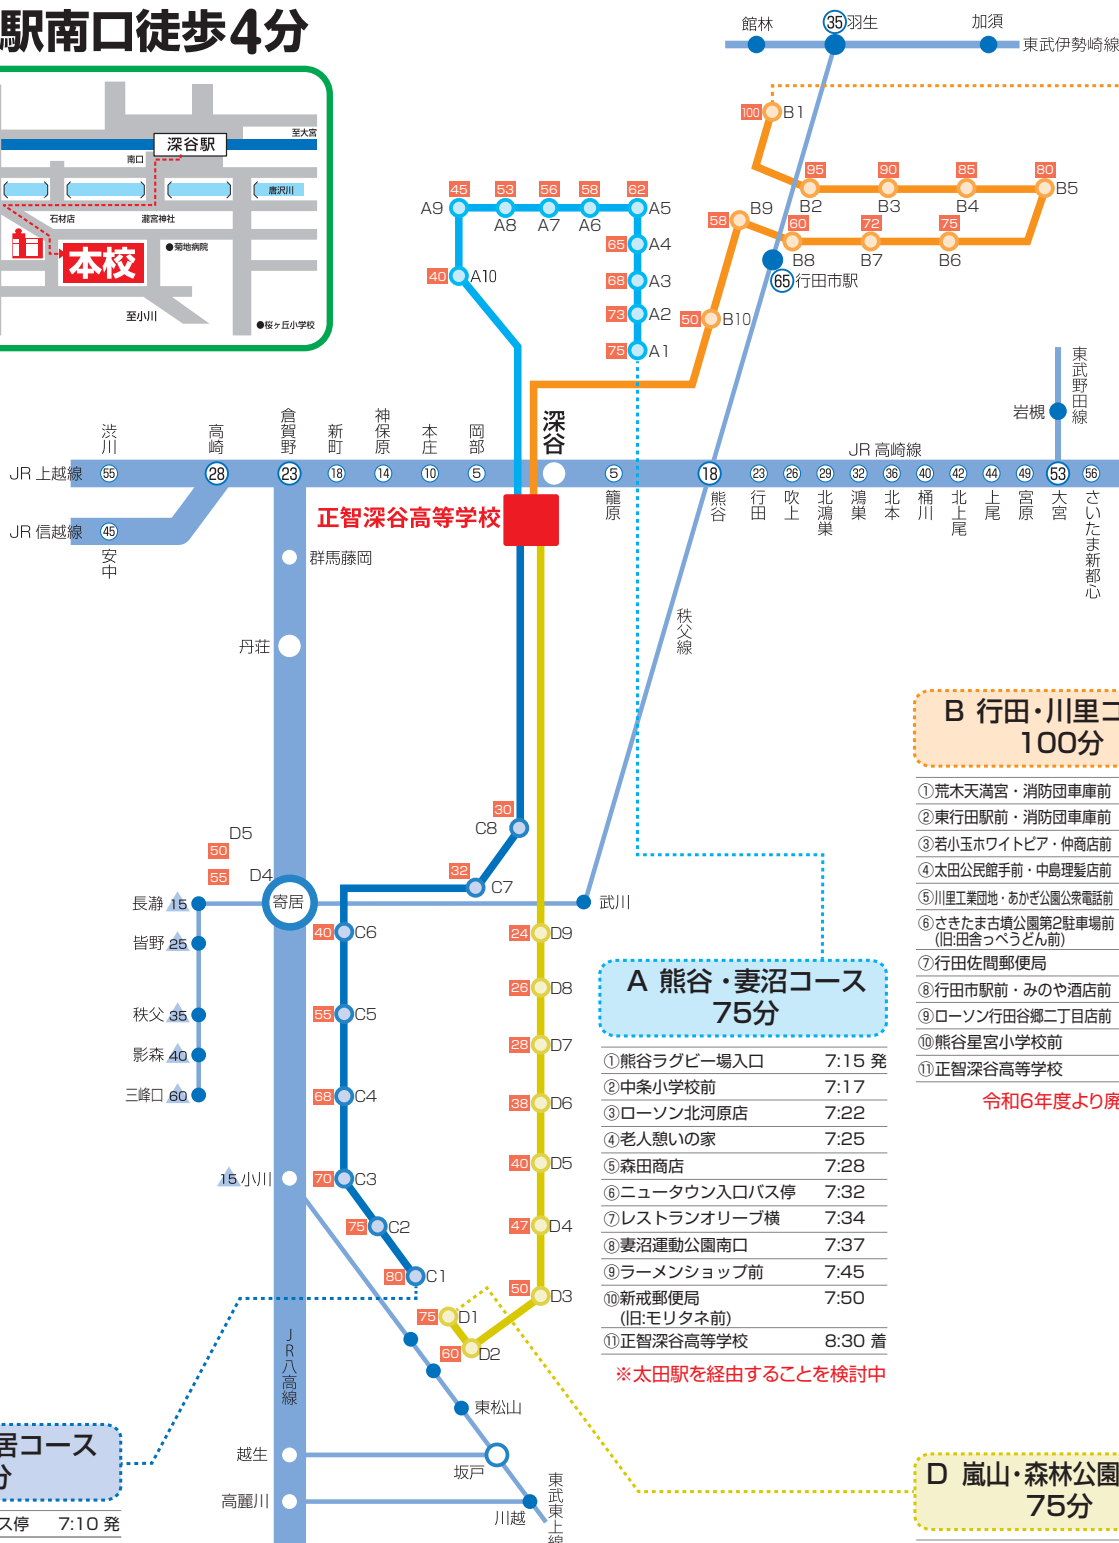 駅南口徒歩4分
至大宮
深谷駅
南口
唐沢川
石材店
瀧宮神社
●菊地病院
本校
至小川
●桜ヶ丘小学校
館林
35
羽生
加須
東武伊勢崎線
100
B1
95
90
85
80
B5
B2
B3
B4
58
B9
60
72
75
B8
B7
B6
65
行田市駅
50
B10
45
53
56
58
62
A9
A8
A7
A6
A5
65
A4
40
A10
68
A3
73
A2
75
A1
東武野田線
岩槻
渋川
高崎
倉賀野
新町
神保原
本庄
岡部
深谷
JR 高崎線
JR 上越線
55
28
23
18
14
10
5
5
18
23
26
29
32
36
40
42
44
49
53
56
籠原
熊谷
行田
吹上
北鴻巣
鴻巣
北本
桶川
北上尾
上尾
宮原
大宮
さいたま新都心
正智深谷高等学校
JR 信越線
45
安中
群馬藤岡
丹荘
秩父線
30
C8
32
C7
D5
50
55
D4
長瀞
15
寄居
武川
皆野
25
秩父
35
影森
40
三峰口
60
40
C6
55
C5
68
C4
70
C3
75
C2
80
C1
24
D9
26
D8
28
D7
38
D6
40
D5
47
D4
50
D3
75
D1
60
D2
15
小川
JR八高線
東松山
越生
坂戸
高麗川
川越
東武東上線
B 行田・川里コ
100分
①荒木天満宮・消防団車庫前
②東行田駅前・消防団車庫前
③若小玉ホワイトピア・仲商店前
④太田公民館手前・中島理髪店前
⑤川里工業団地・あかぎ公園公衆電話前
⑥さきたま古墳公園第2駐車場前
(旧:田舎っぺうどん前)
⑦行田佐間郵便局
⑧行田市駅前・みのや酒店前
⑨ローソン行田谷郷二丁目店前
⑩熊谷星宮小学校前
⑪正智深谷高等学校
令和6年度より廃
A 熊谷・妻沼コース
75分
①熊谷ラグビー場入口 7:15 発
②中条小学校前 7:17
③ローソン北河原店 7:22
④老人憩いの家 7:25
⑤森田商店 7:28
⑥ニュータウン入口バス停 7:32
⑦レストランオリーブ横 7:34
⑧妻沼運動公園南口 7:37
⑨ラーメンショップ前 7:45
⑩新戒郵便局 7:50
(旧:モリタネ前)
⑪正智深谷高等学校 8:30 着
※太田駅を経由することを検討中
居コース
分
ス停 7:10 発
D 嵐山・森林公園
75分